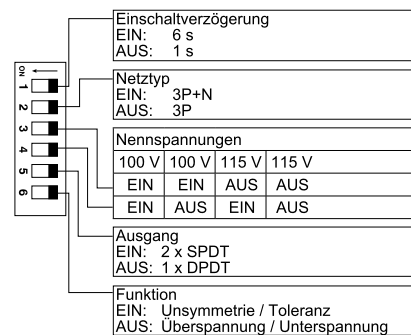 Einschaltverzögerung
EIN: 6 s
AUS: 1 s
ON
1
2
3
4
5
6
Netztyp
EIN: 3P+N
AUS: 3P
Nennspannungen
100 V 100 V 115 V 115 V
EIN EIN AUS AUS
EIN AUS EIN AUS
Ausgang
EIN: 2 x SPDT
AUS: 1 x DPDT
Funktion
EIN: Unsymmetrie / Toleranz
AUS: Überspannung / Unterspannung